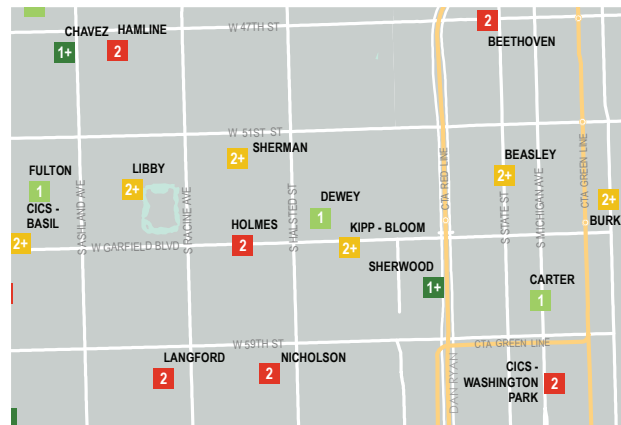 CHAVEZ
HAMLINE
1+
2
W 47TH ST
2
BEETHOVEN
W 51ST ST
SHERMAN
2+
FULTON
1
CICS -
BASIL
2+
LIBBY
2+
S ASHLAND AVE
S RACINE AVE
W GARFIELD BLVD
HOLMES
2
S HALSTED ST
DEWEY
1
KIPP - BLOOM
2+
SHERWOOD
1+
CTA RED LINE
BEASLEY
2+
S STATE ST
S MICHIGAN AVE
CTA GREEN LINE
2+
BURK
CARTER
1
W 59TH ST
CTA GREEN LINE
LANGFORD
2
NICHOLSON
2
DAN RYAN
CICS -
WASHINGTON
PARK
2